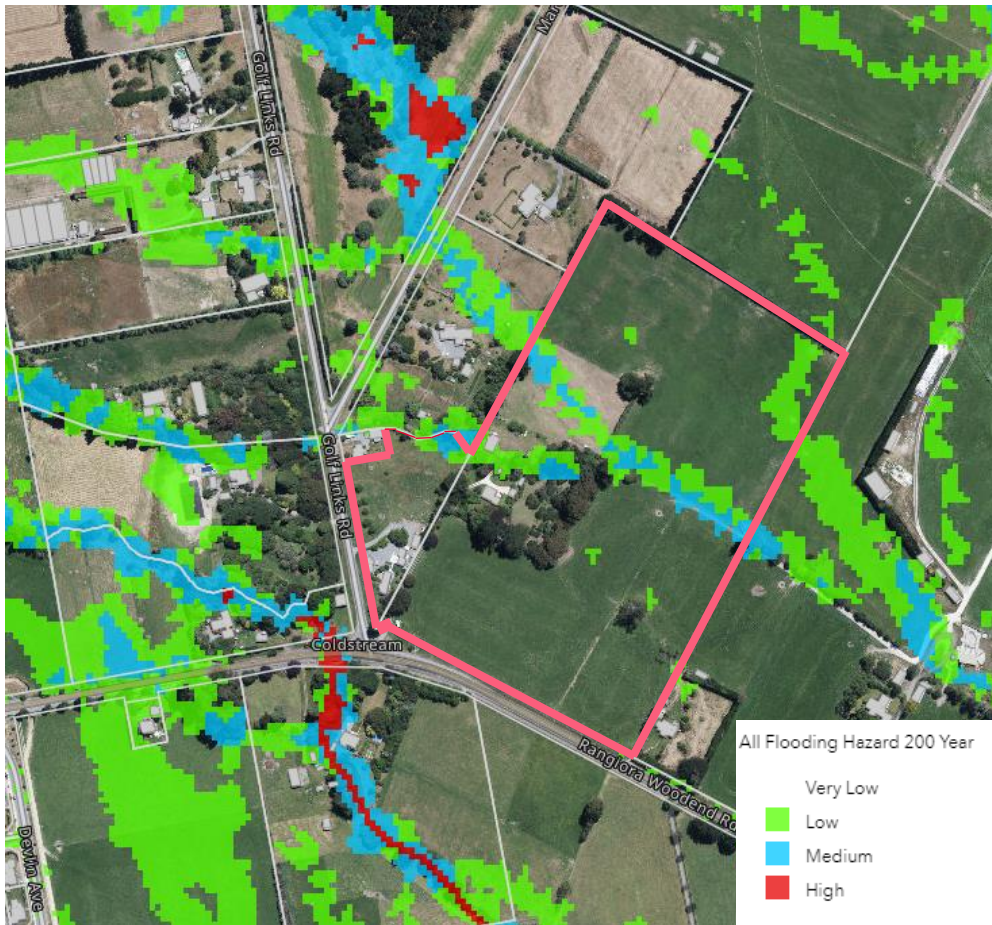 Golf Links Rd
Mar
Golf Links Rd
Coldstream
Rangiora Woodend Rd
Devlin Ave
All Flooding Hazard 200 Year
Very Low
Low
Medium
High